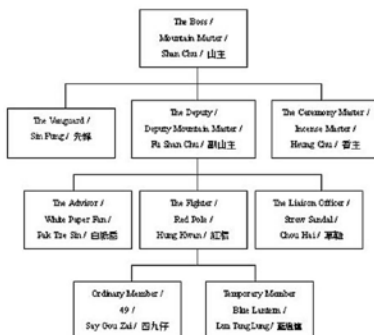 The Boss /
Mountain Master /
Shan Chu / 山主
The Vanguard /
Sin Fung / 先鋒
The Deputy /
Deputy Mountain Master /
Fu Shan Chu / 副山主
The Ceremony Master /
Incense Master /
Heung Chu / 香主
The Advisor /
White Paper Fan /
Pak Tsz Sin / 白紙扇
The Fighter /
Red Pole /
Hung Kwan / 紅棍
The Liaison Officer /
Straw Sandal /
Chou Hai / 草鞋
Ordinary Member /
49 /
Say Gou Zai / 四九仔
Temporary Member
Blue Lantern /
Lan Tung Lung / 藍燈籠